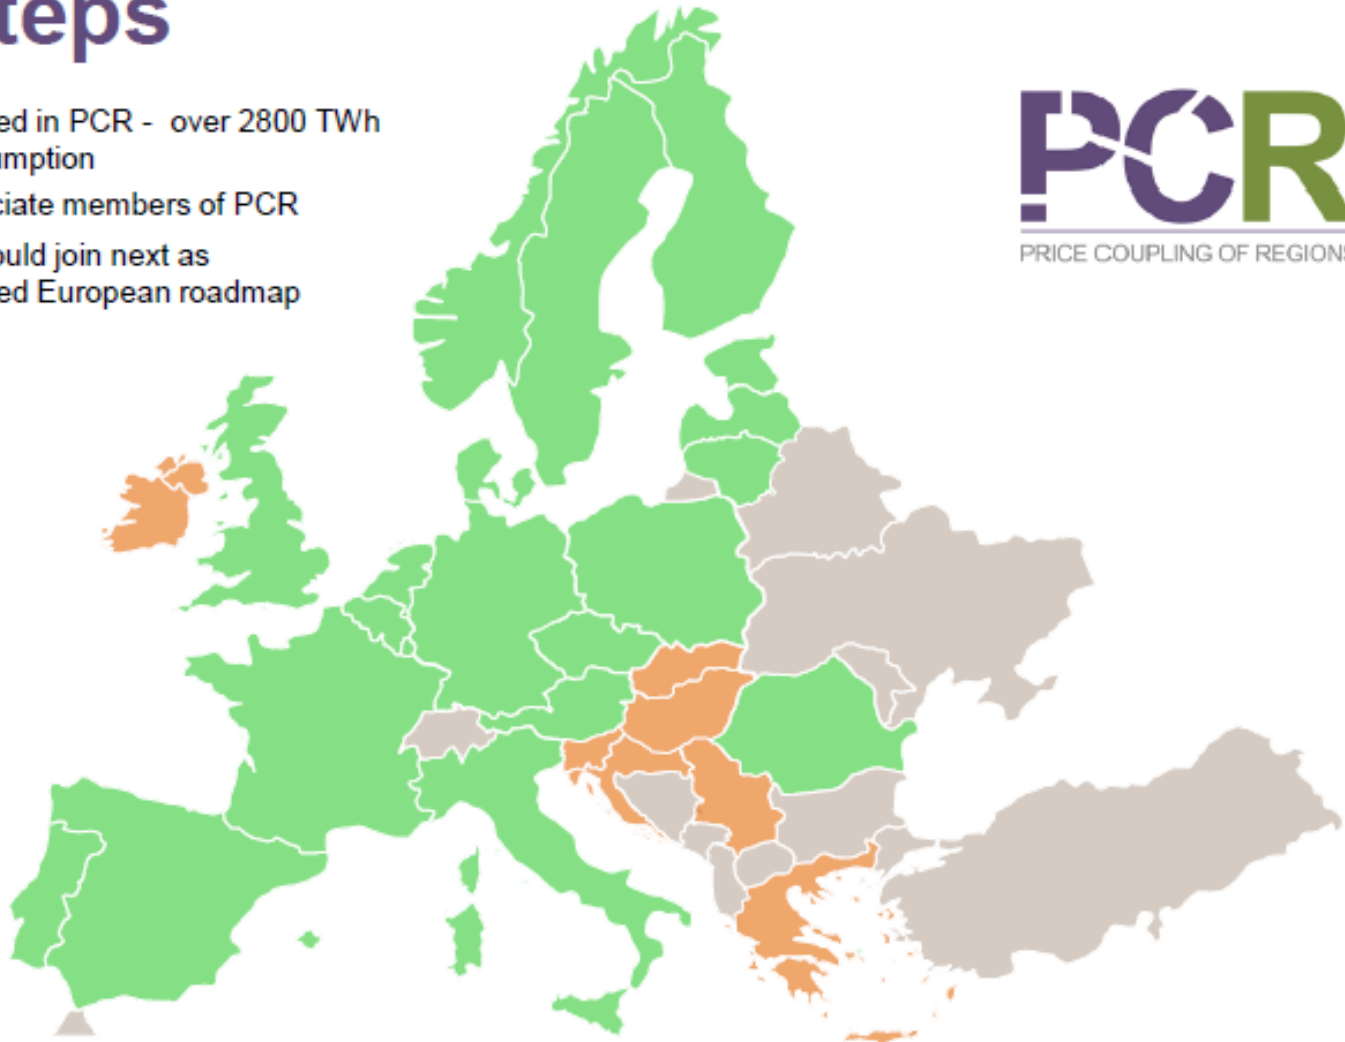 teps
ed in PCR - over 2800 TWh
umption
ciate members of PCR
ould join next as
ed European roadmap
PCR
PRICE COUPLING OF REGIONS